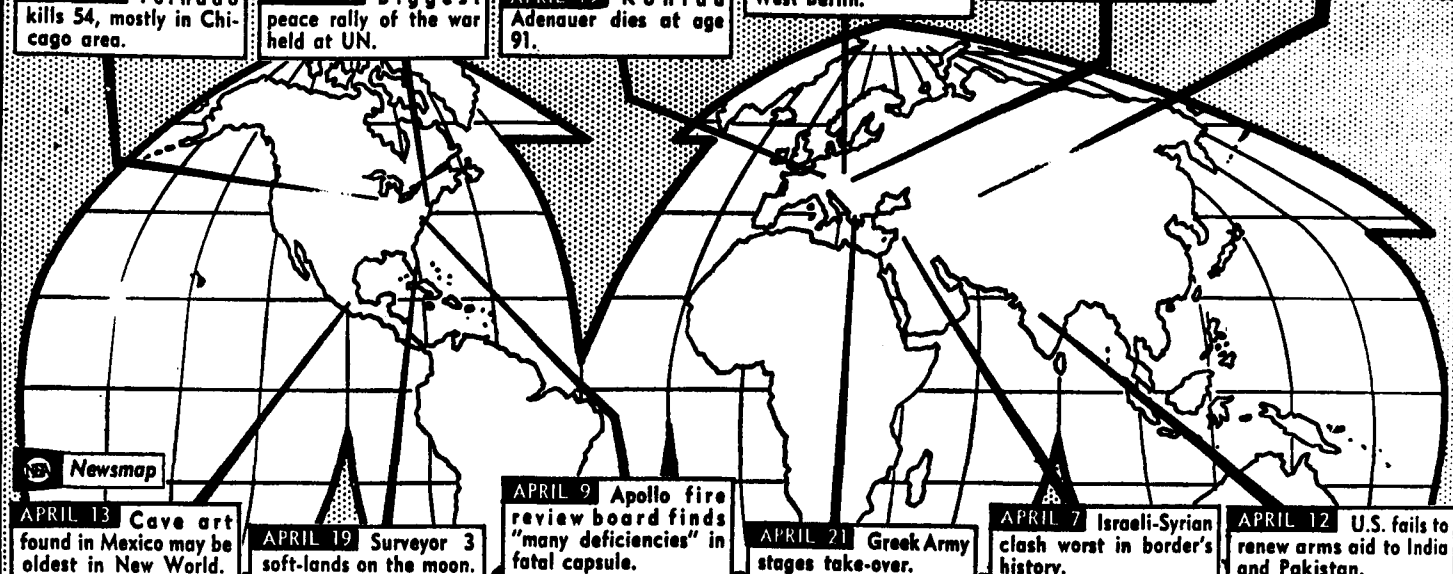 kills 54, mostly in Chi-
cago area.
peace rally of the war
held at UN.
Adenauer dies at age
91.
West Berlin.
NEA Newsmap
APRIL 13 Cave art
found in Mexico may be
oldest in New World.
APRIL 19 Surveyor 3
soft-lands on the moon.
APRIL 9 Apollo fire
review board finds
"many deficiencies" in
fatal capsule.
APRIL 21 Greek Army
stages take-over.
APRIL 7 Israeli-Syrian
clash worst in border's
history.
APRIL 12 U.S. fails to
renew arms aid to India
and Pakistan.